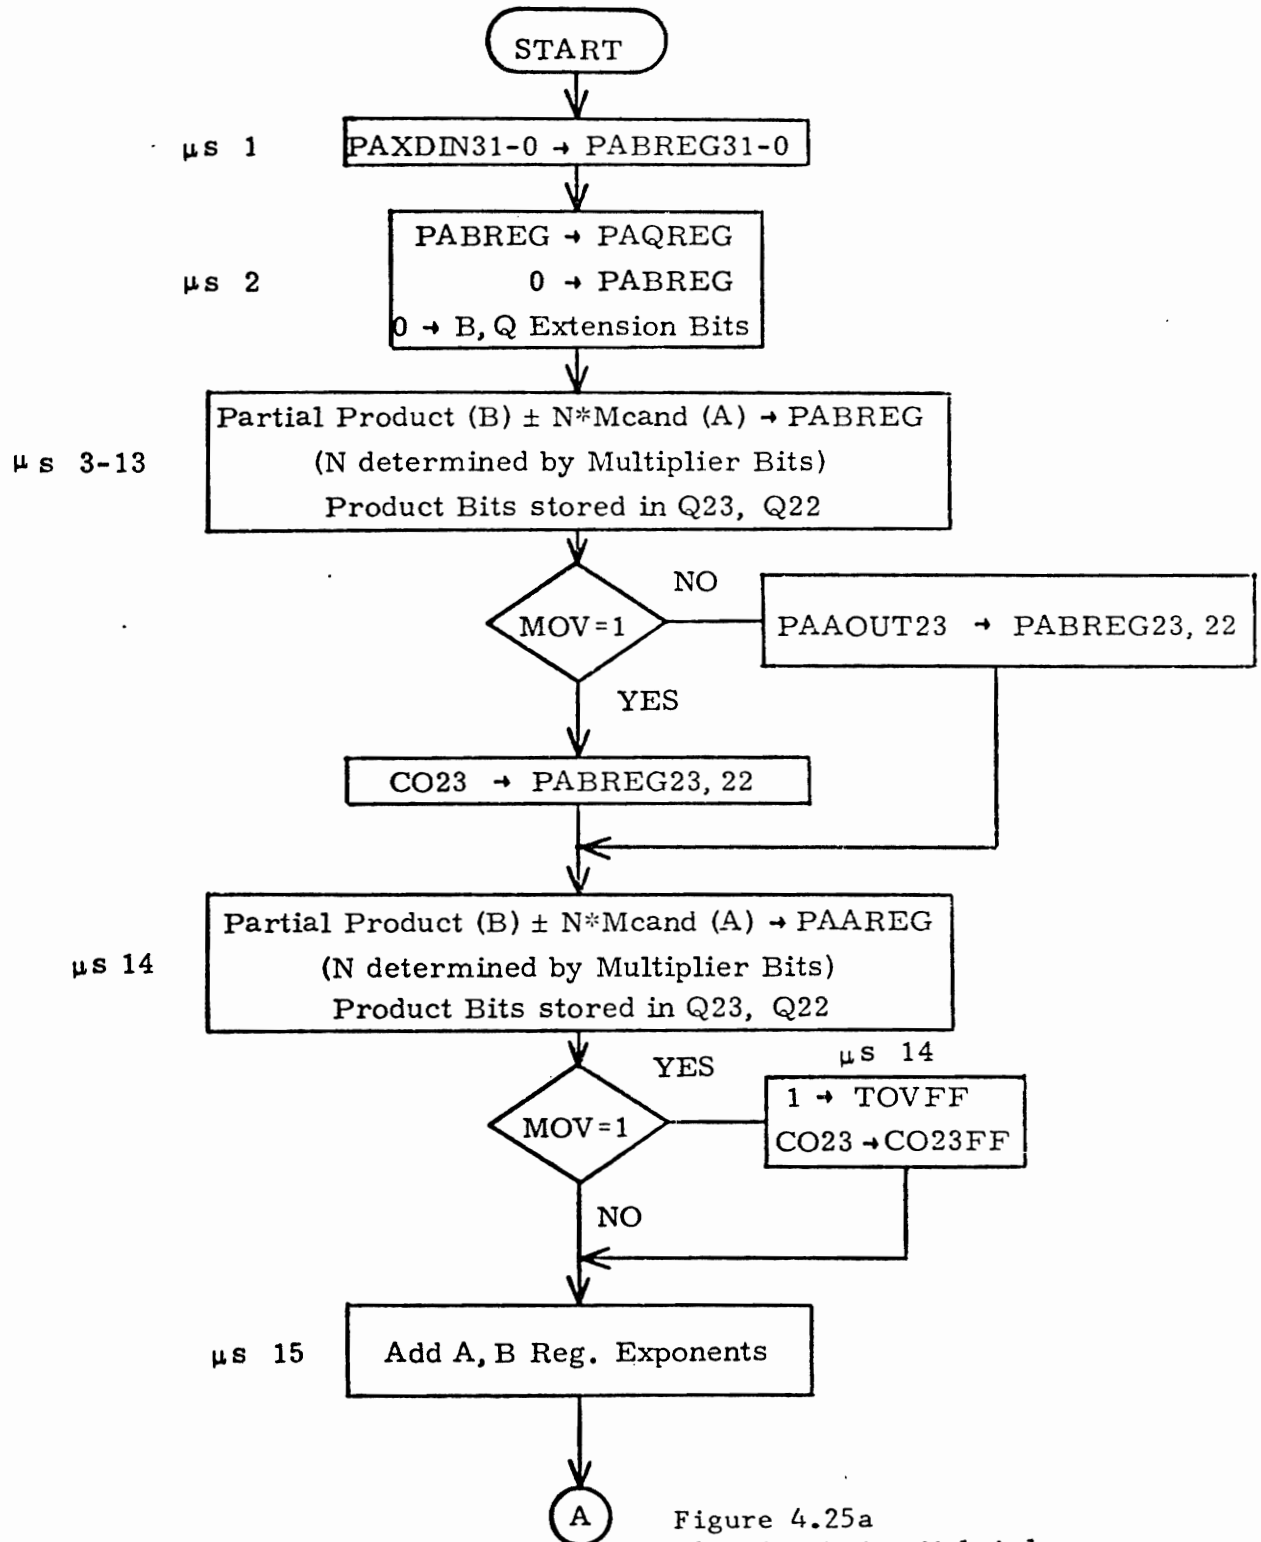 START
μs 1
PAXDIN31-0 → PABREG31-0
μs 2
PABREG → PAQREG
0 → PABREG
0 → B, Q Extension Bits
μs 3-13
Partial Product (B) ± N*Mcand (A) → PABREG
(N determined by Multiplier Bits)
Product Bits stored in Q23, Q22
MOV=1
NO
PAAOUT23 → PABREG23, 22
YES
CO23 → PABREG23, 22
μs 14
Partial Product (B) ± N*Mcand (A) → PAAREG
(N determined by Multiplier Bits)
Product Bits stored in Q23, Q22
MOV=1
YES
μs 14
1 → TOVFF
CO23 → CO23FF
NO
μs 15
Add A, B Reg. Exponents
A
Figure 4.25a